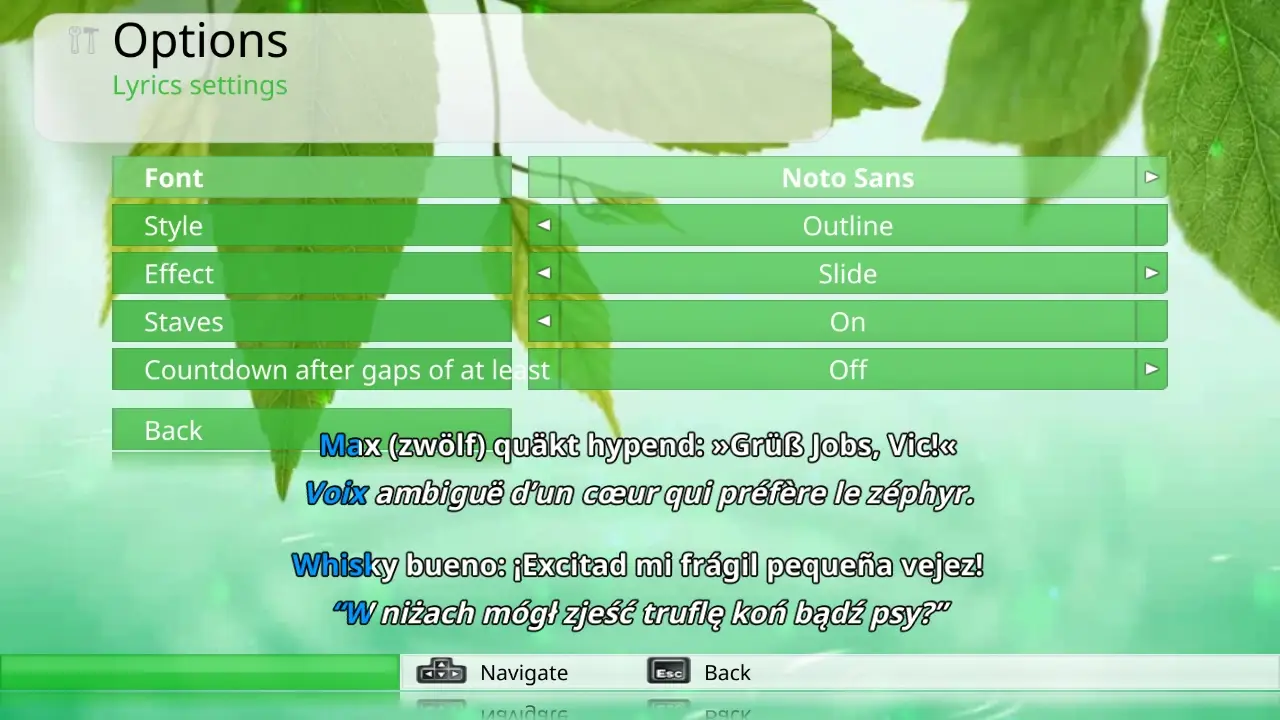 Options
Lyrics settings
Font Noto Sans
Style Outline
Effect Slide
Staves On
Countdown after gaps of at least Off
Back
Max (zwölf) quäkt hypend: »Grüß Jobs, Vic!«
Voix ambiguë d’un cœur qui préfère le zéphyr.
Whisky bueno: ¡Excitad mi frágil pequeña vejez!
“W niżach mógł zjeść truflę koń bądź psy?”
Navigate Esc Back